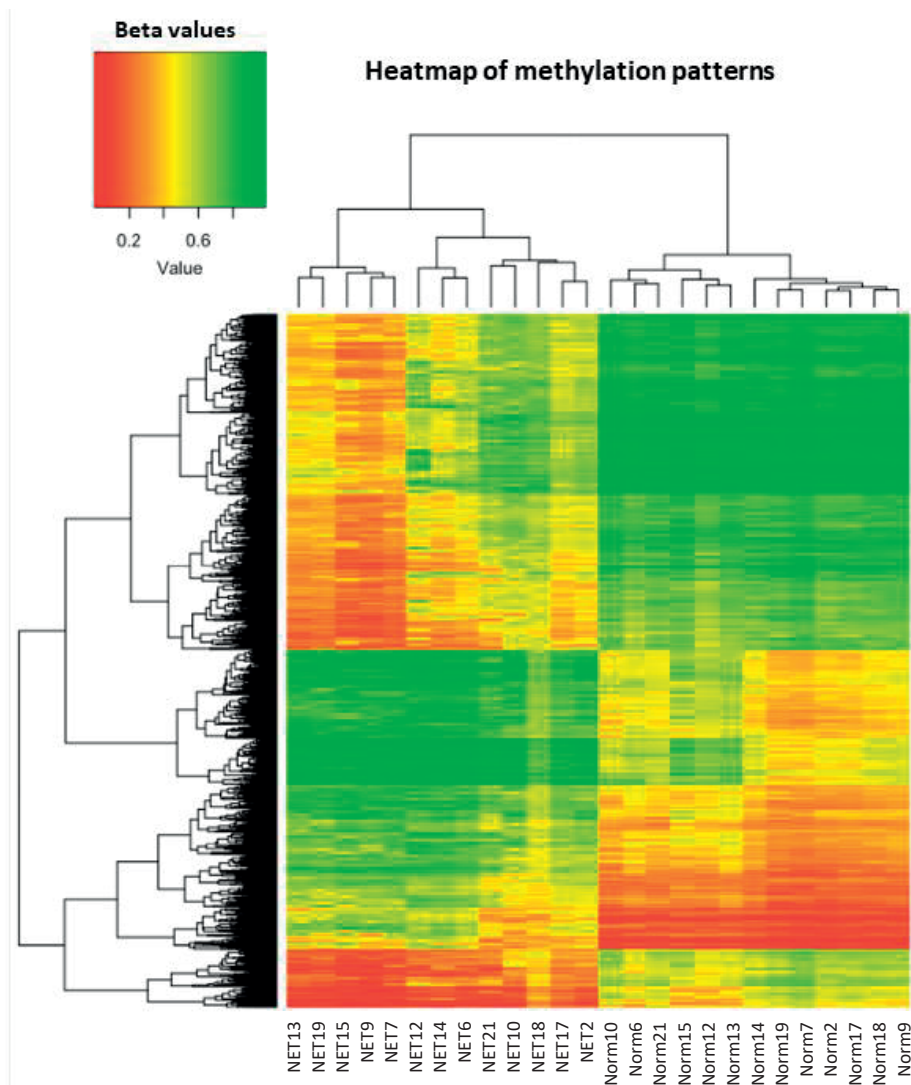 Beta values
Heatmap of methylation patterns
0.2 0.6
Value
NET13
NET19
NET15
NET9
NET7
NET12
NET14
NET6
NET21
NET10
NET18
NET17
NET2
Norm10
Norm6
Norm21
Norm15
Norm12
Norm13
Norm14
Norm19
Norm7
Norm2
Norm17
Norm18
Norm9